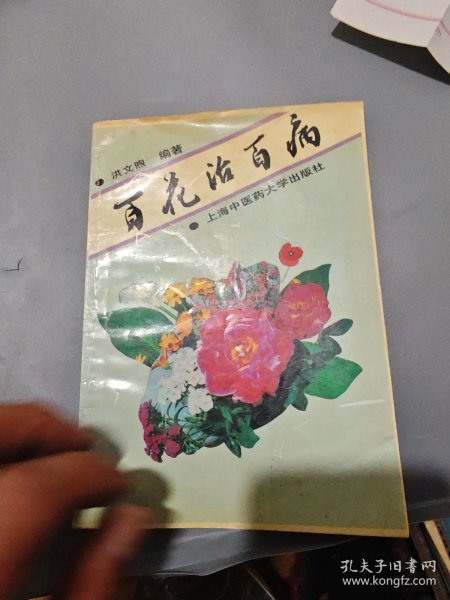 洪文煦 编著
百花治百病
上海中医药大学出版社
孔夫子旧书网
www.kongfz.com